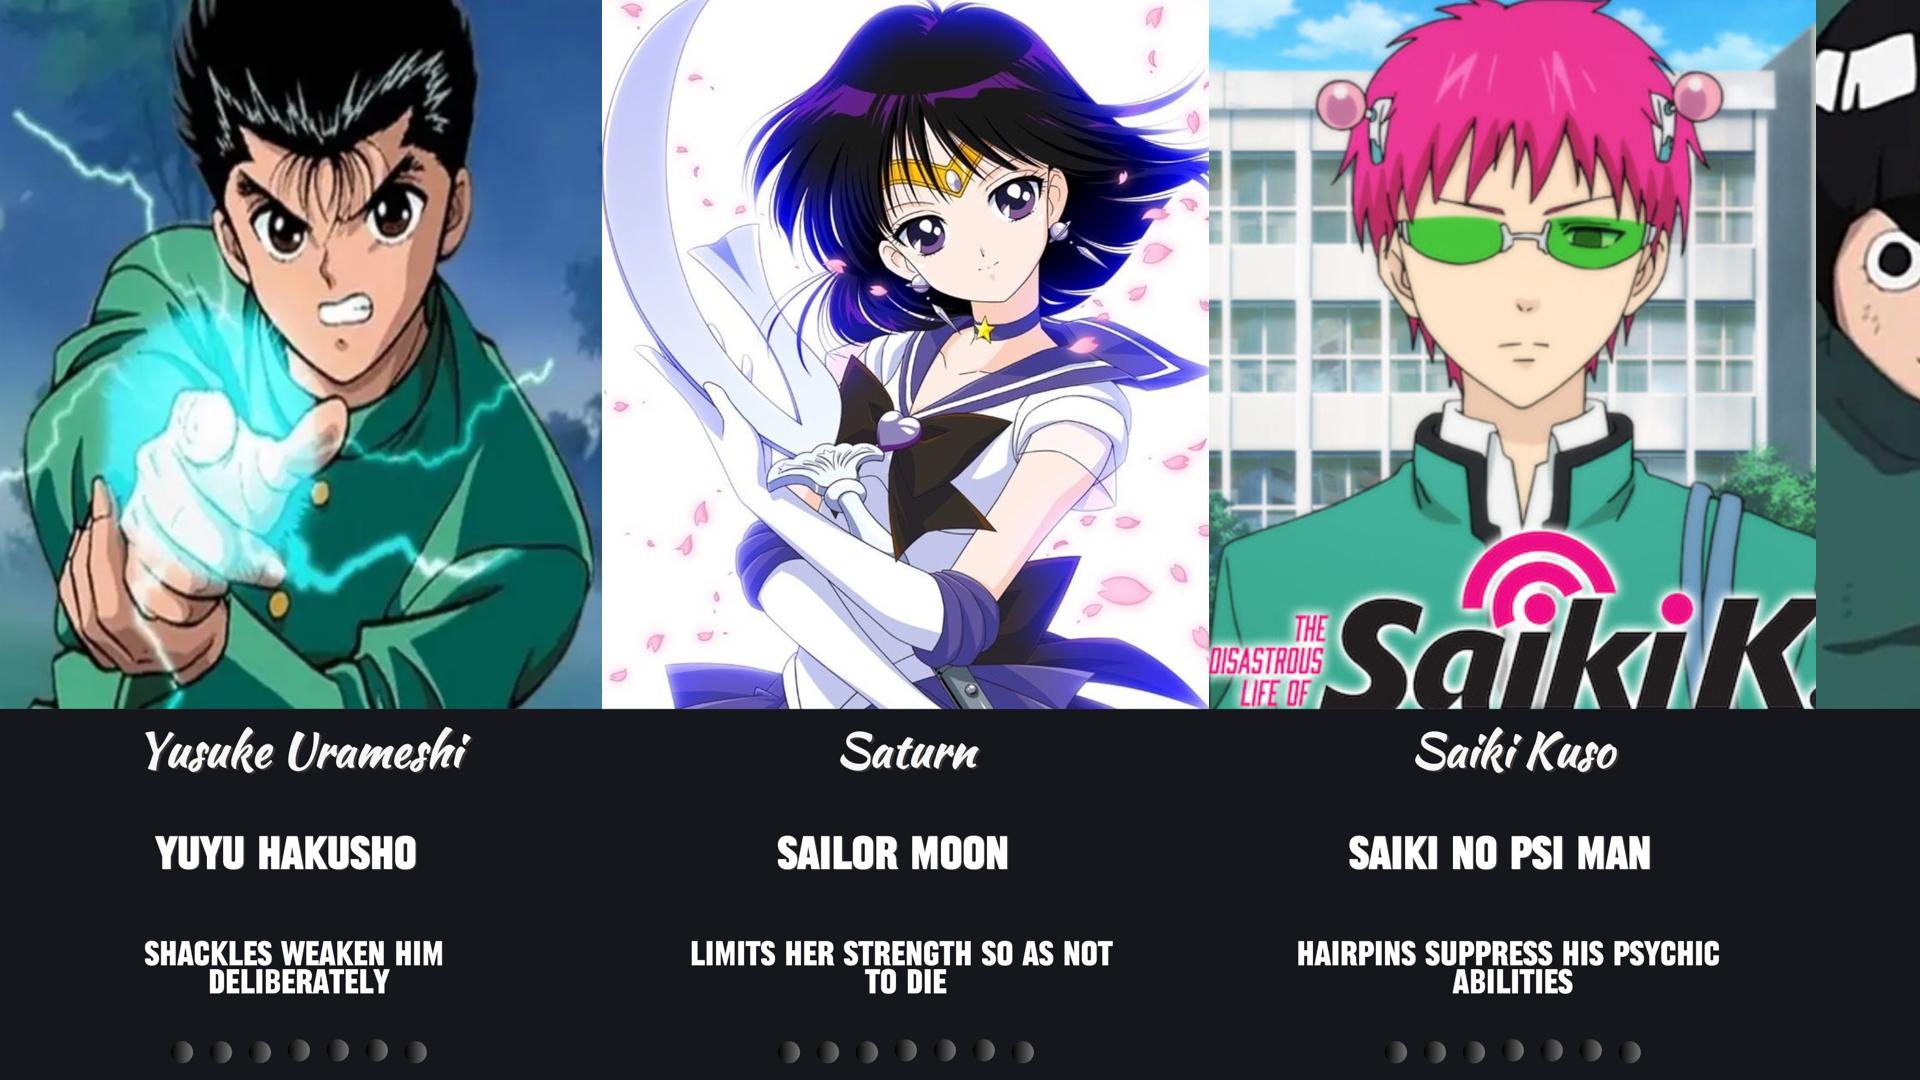 THE
DISASTROUS
LIFE OF
Saiki K.
Yusuke Urameshi
YUYU HAKUSHO
SHACKLES WEAKEN HIM
DELIBERATELY
Saturn
SAILOR MOON
LIMITS HER STRENGTH SO AS NOT
TO DIE
Saiki Kuso
SAIKI NO PSI MAN
HAIRPINS SUPPRESS HIS PSYCHIC
ABILITIES